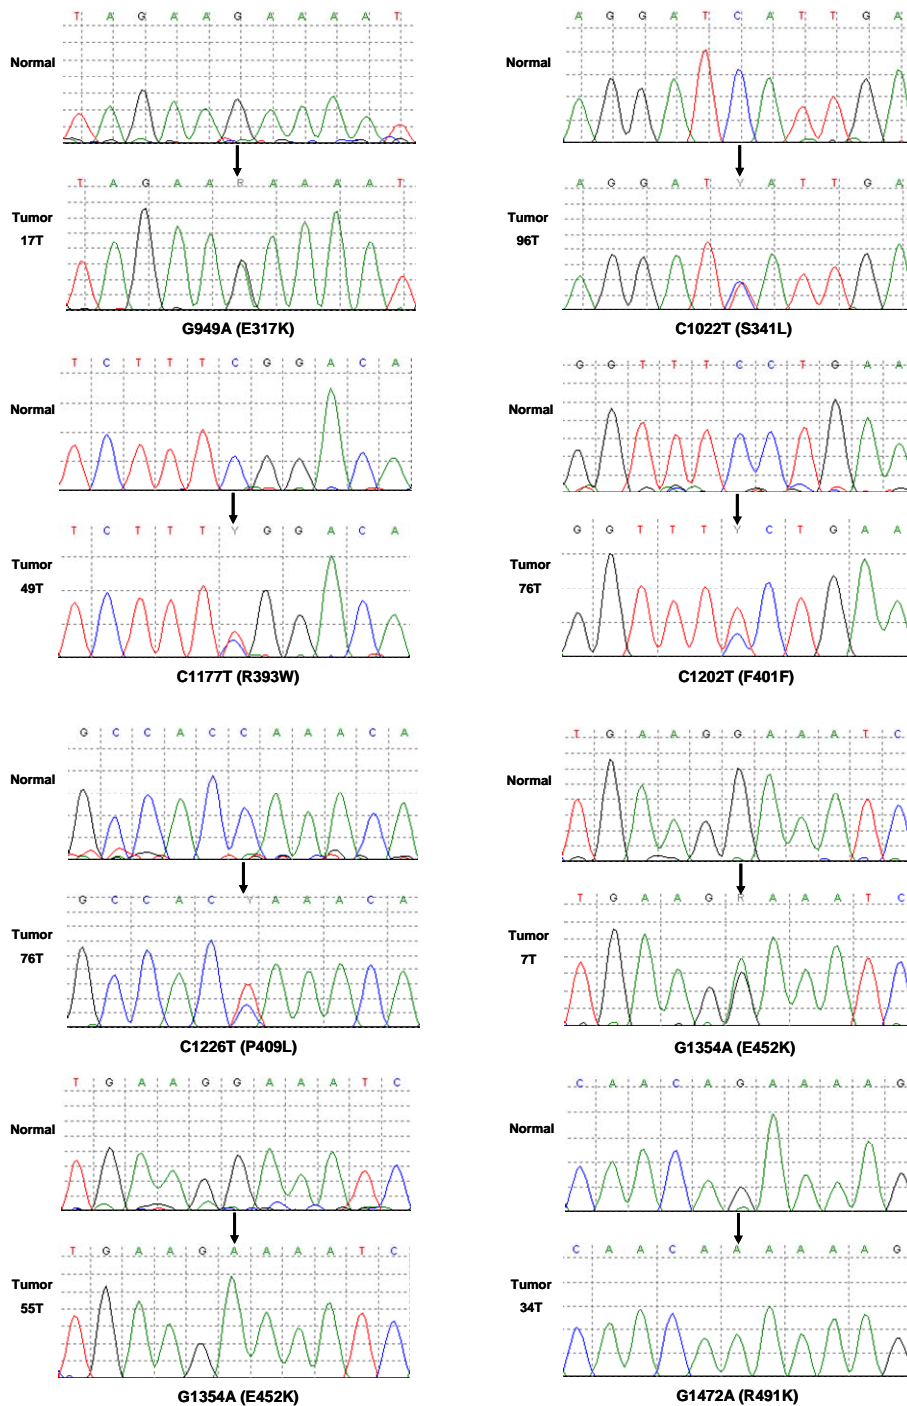 T A G A A G A A A A T
Normal
T A G A A R A A A A T
Tumor
17T
G949A (E317K)
A G G A T C A T T G A
Normal
A G G A T Y A T T G A
Tumor
96T
C1022T (S341L)
T C T T T C G G A C A
Normal
T C T T T Y G G A C A
Tumor
49T
C1177T (R393W)
G G T T T C C T G A A
Normal
G G T T T Y C T G A A
Tumor
76T
C1202T (F401F)
G C C A C C A A A C A
Normal
G C C A C Y A A A C A
Tumor
76T
C1226T (P409L)
T G A A G G A A A T C
Normal
T G A A G R A A A T C
Tumor
7T
G1354A (E452K)
T G A A G G A A A T C
Normal
T G A A G A A A A T C
Tumor
55T
G1354A (E452K)
C A A C A G A A A A G
Normal
C A A C A A A A A A G
Tumor
34T
G1472A (R491K)